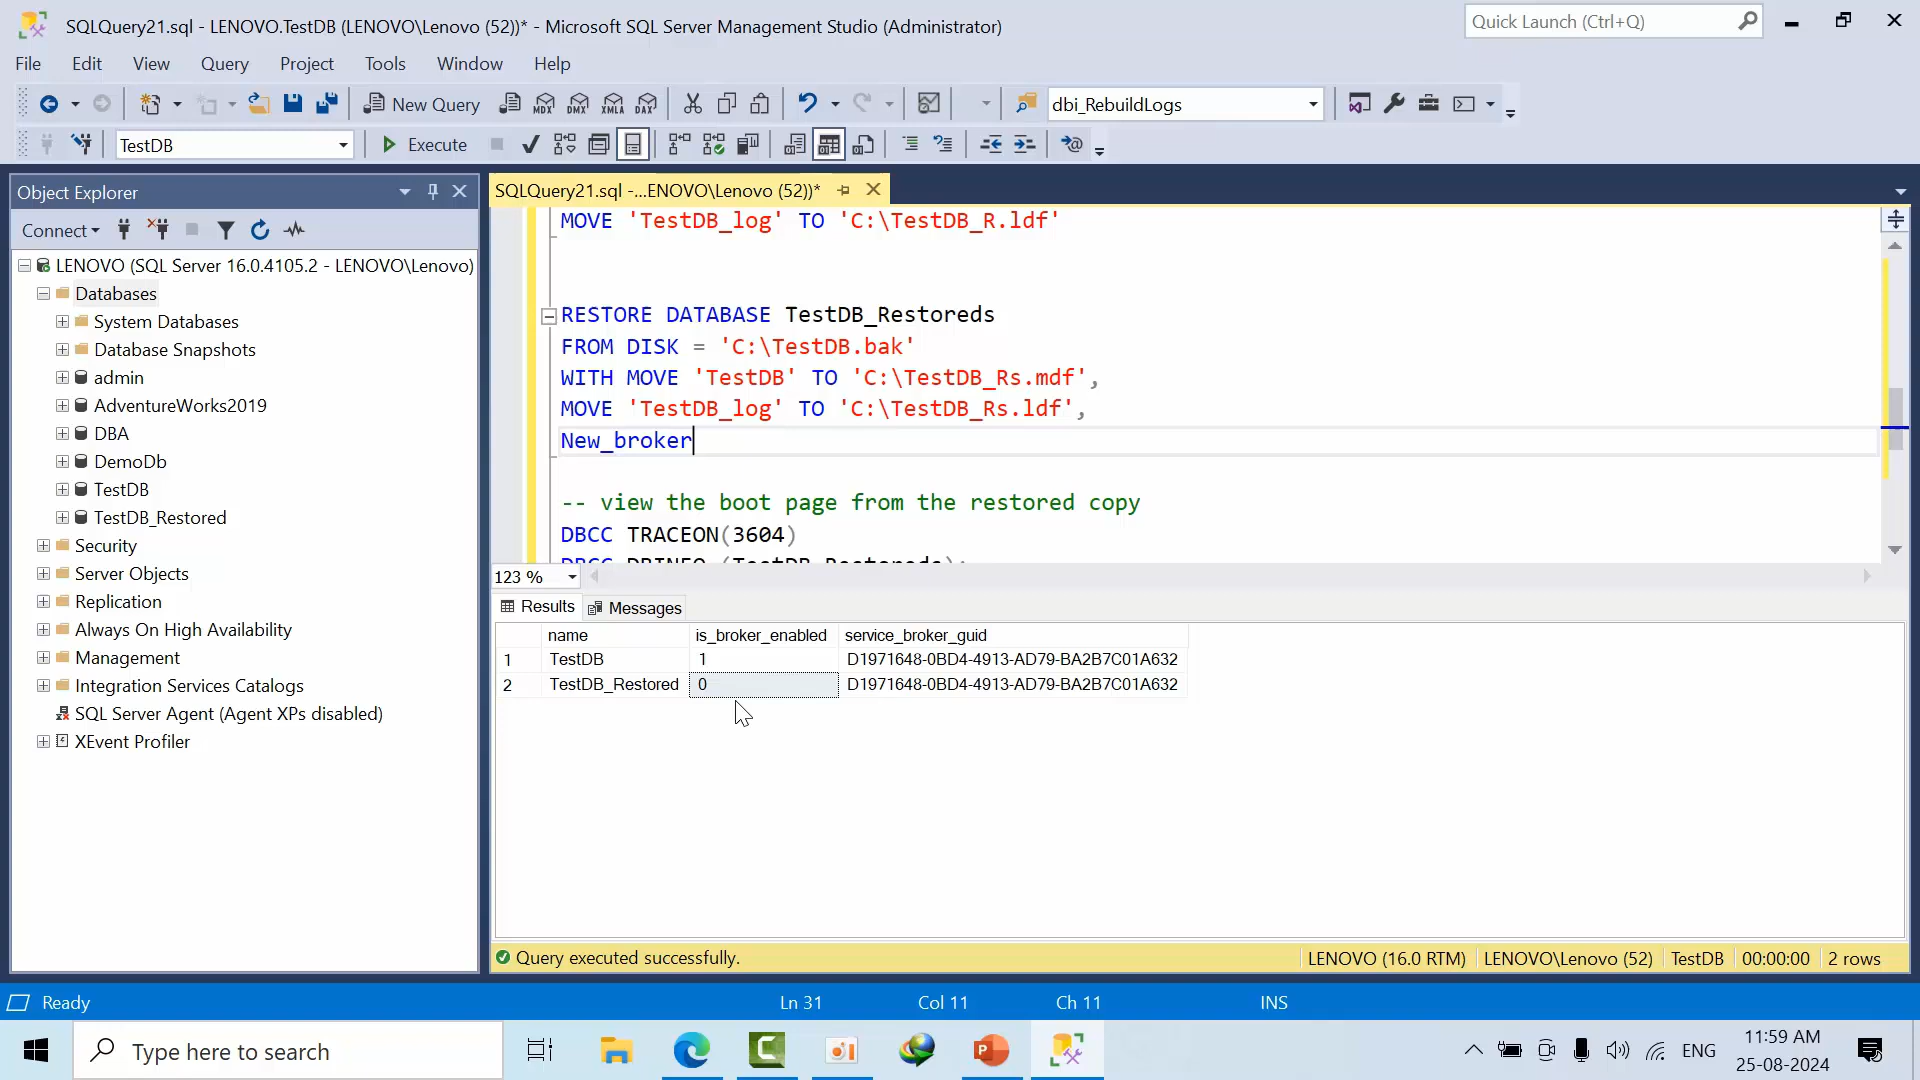 SQLQuery21.sql - LENOVO.TestDB (LENOVO\Lenovo (52))* - Microsoft SQL Server Management Studio (Administrator)
Quick Launch (Ctrl+Q)
File Edit View Query Project Tools Window Help
New Query
MDX DMX XMLA DAX
dbi_RebuildLogs
TestDB
Execute
Object Explorer
SQLQuery21.sql -...ENOVO\Lenovo (52))*
Connect
LENOVO (SQL Server 16.0.4105.2 - LENOVO\Lenovo)
Databases
System Databases
Database Snapshots
admin
AdventureWorks2019
DBA
DemoDb
TestDB
TestDB_Restored
Security
Server Objects
Replication
Always On High Availability
Management
Integration Services Catalogs
SQL Server Agent (Agent XPs disabled)
XEvent Profiler
MOVE 'TestDB_log' TO 'C:\TestDB_R.ldf'
RESTORE DATABASE TestDB_Restoreds
FROM DISK = 'C:\TestDB.bak'
WITH MOVE 'TestDB' TO 'C:\TestDB_Rs.mdf',
MOVE 'TestDB_log' TO 'C:\TestDB_Rs.ldf',
New_broker
-- view the boot page from the restored copy
DBCC TRACEON(3604)
DBCC DBINFO (TestDB_Restoreds);
123 %
Results Messages
name is_broker_enabled service_broker_guid
1 TestDB 1 D1971648-0BD4-4913-AD79-BA2B7C01A632
2 TestDB_Restored 0 D1971648-0BD4-4913-AD79-BA2B7C01A632
Query executed successfully.
LENOVO (16.0 RTM) LENOVO\Lenovo (52) TestDB 00:00:00 2 rows
Ready Ln 31 Col 11 Ch 11 INS
Type here to search
ENG
11:59 AM
25-08-2024